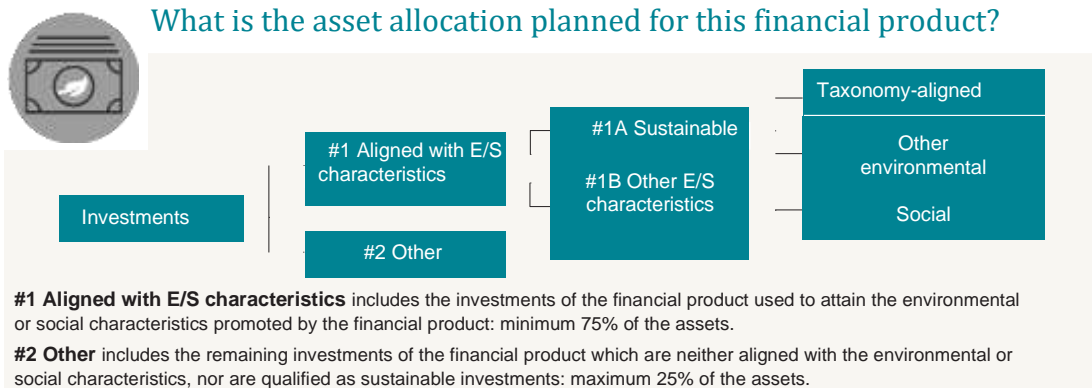 What is the asset allocation planned for this financial product?
Investments
#1 Aligned with E/S
characteristics
#2 Other
#1A Sustainable
#1B Other E/S
characteristics
Taxonomy-aligned
Other
environmental
Social
#1 Aligned with E/S characteristics includes the investments of the financial product used to attain the environmental
or social characteristics promoted by the financial product: minimum 75% of the assets.
#2 Other includes the remaining investments of the financial product which are neither aligned with the environmental or
social characteristics, nor are qualified as sustainable investments: maximum 25% of the assets.